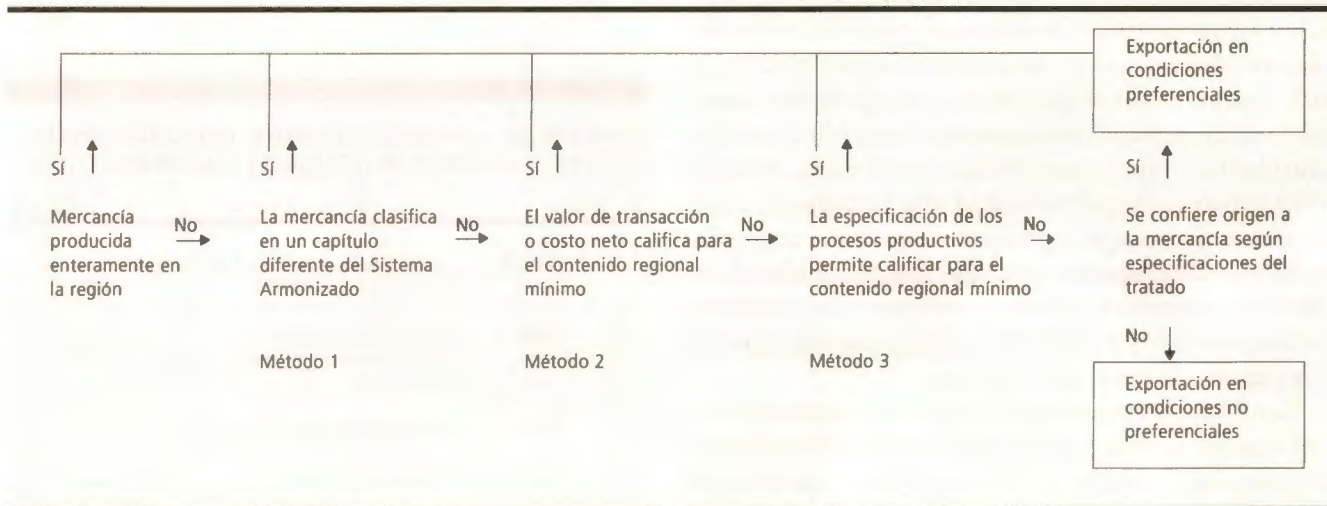 Exportación en
condiciones
preferenciales
Sí
Sí
Sí
Sí
Sí
Mercancía
producida
enteramente en
la región
No
La mercancía clasifica
en un capítulo
diferente del Sistema
Armonizado
No
El valor de transacción
o costo neto califica para
el contenido regional
mínimo
No
La especificación de los
procesos productivos
permite calificar para el
contenido regional mínimo
No
Se confiere origen a
la mercancía según
especificaciones del
tratado
Método 1
Método 2
Método 3
No
Exportación en
condiciones no
preferenciales